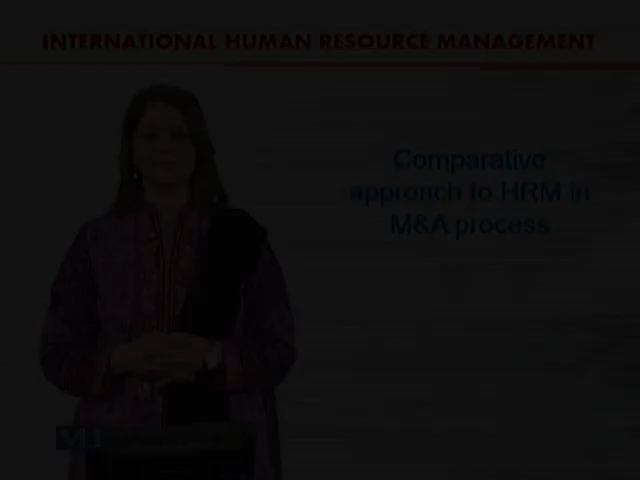 INTERNATIONAL HUMAN RESOURCE MANAGEMENT
Comparative
approach to HRM in
M&A process